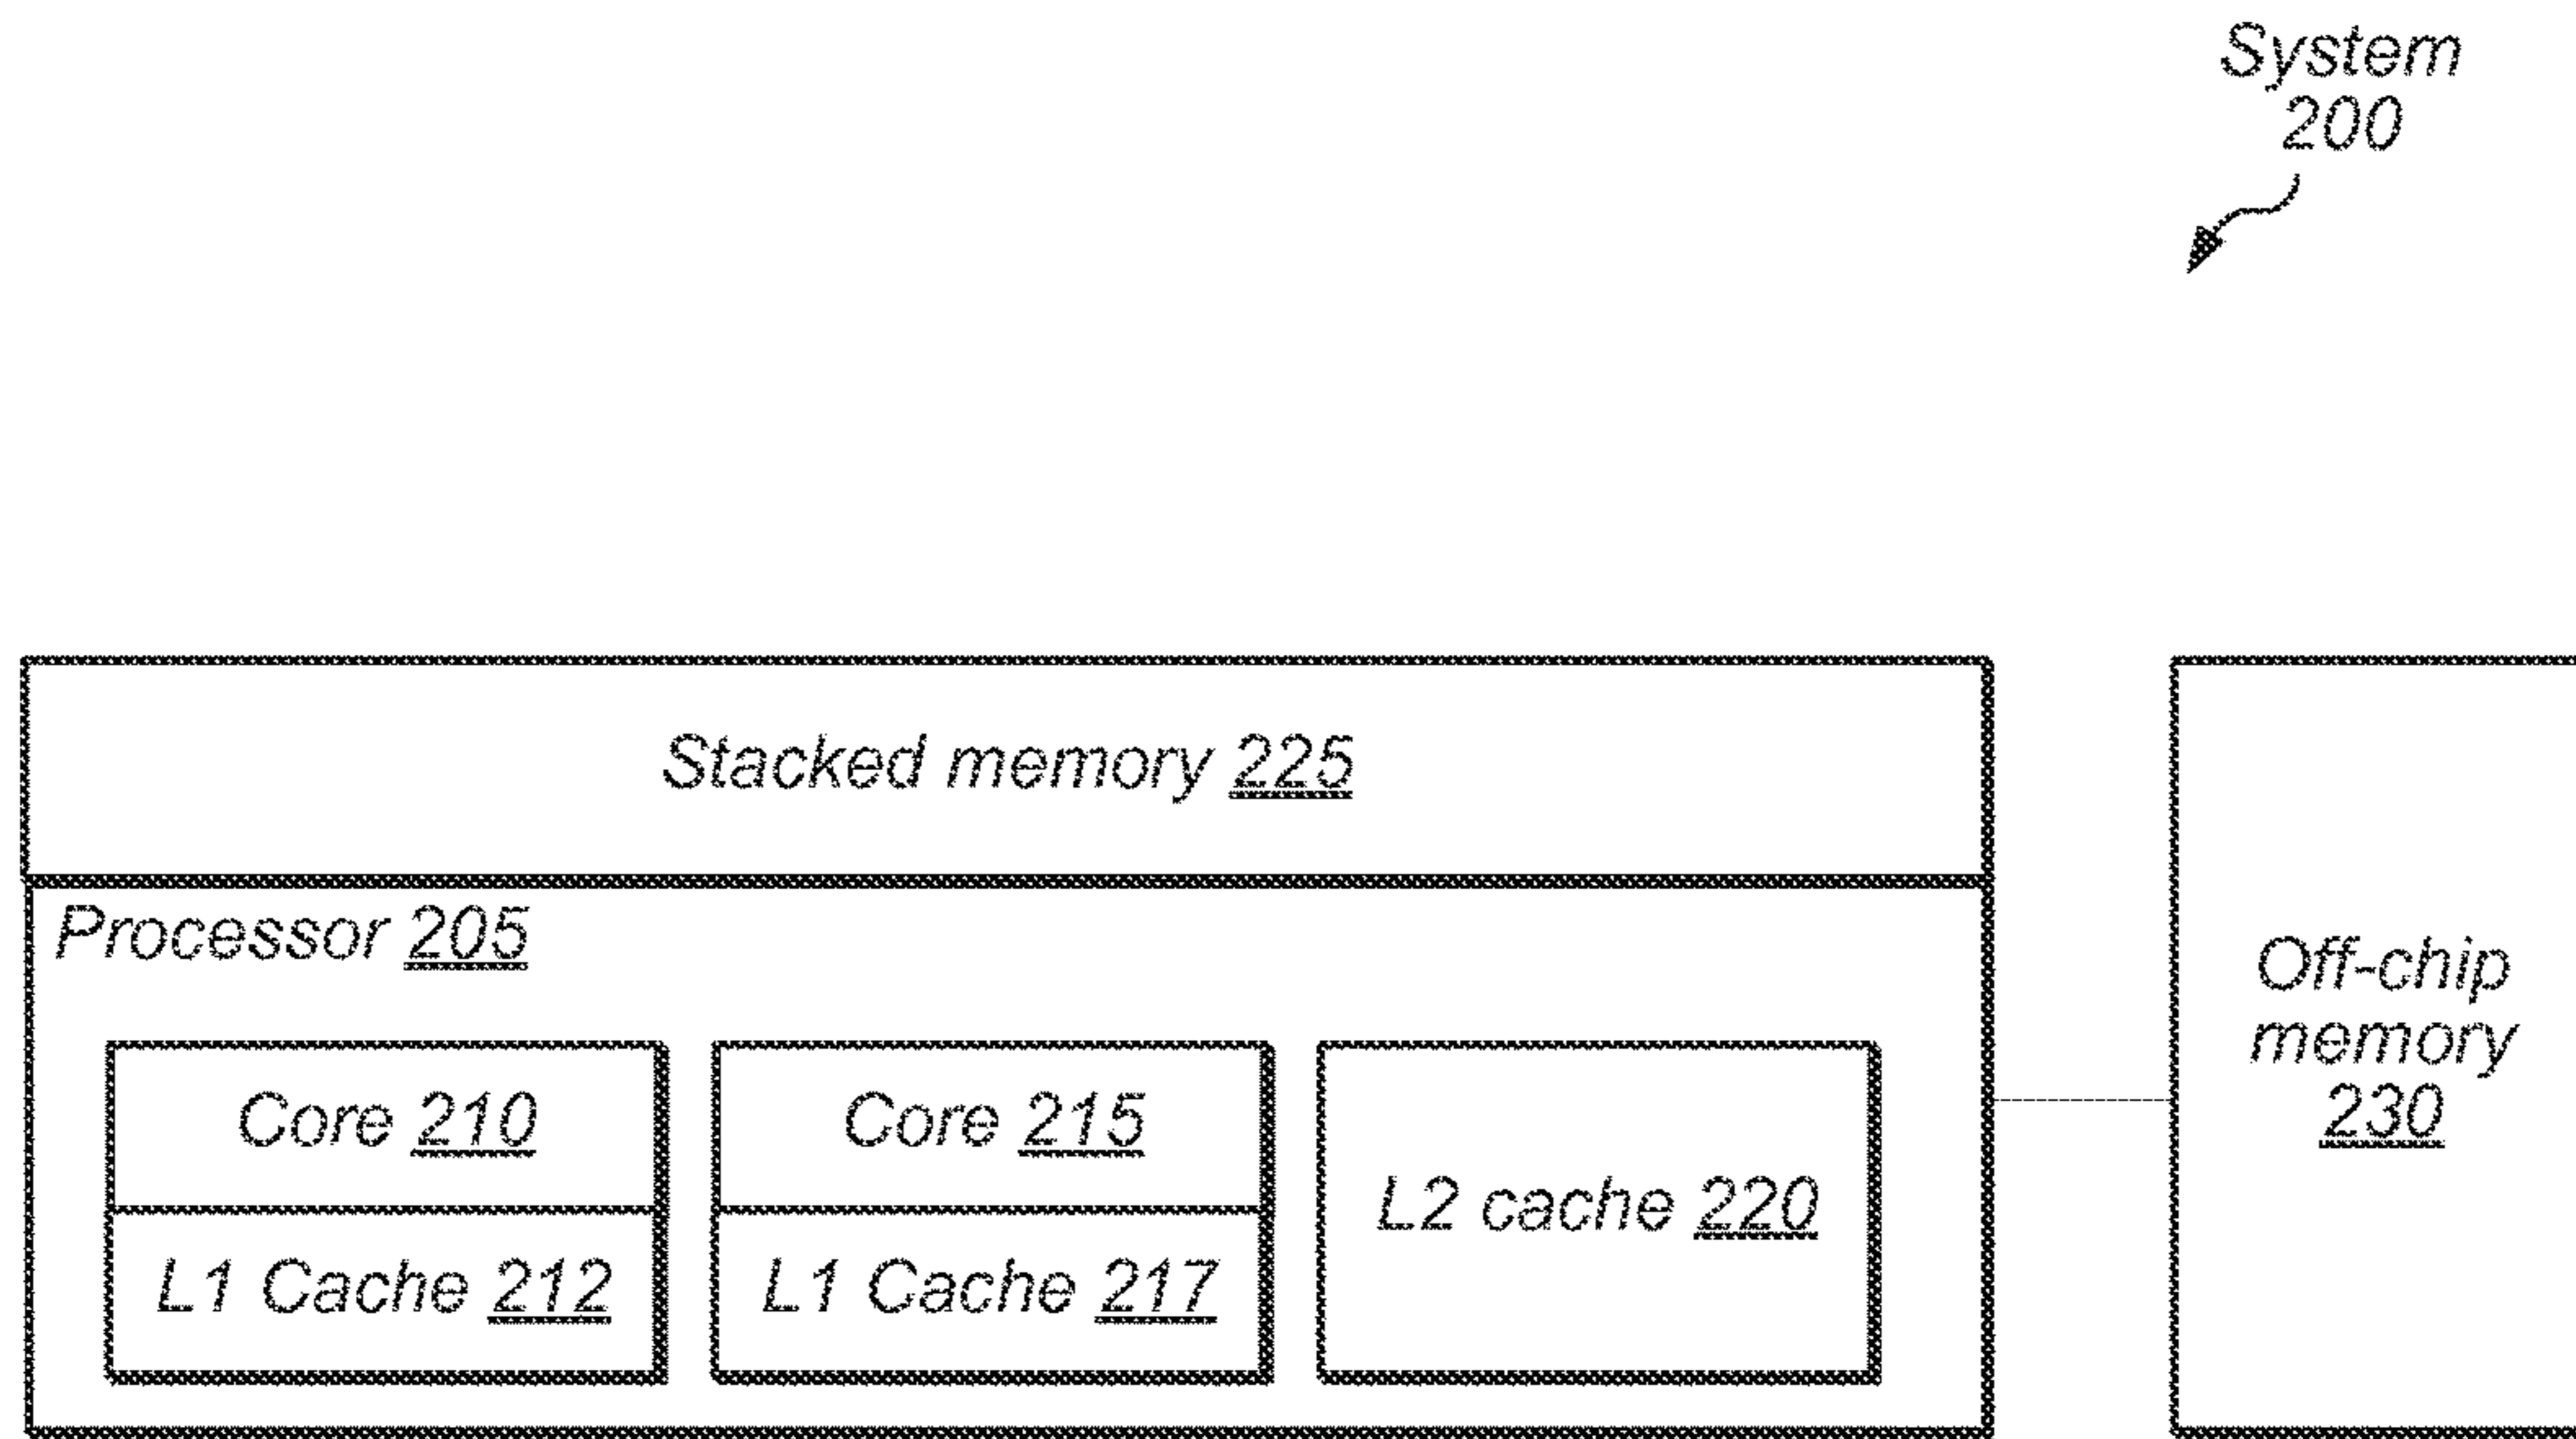 System
200
Stacked memory 225
Processor 205
Core 210
L1 Cache 212
Core 215
L1 Cache 217
L2 cache 220
Off-chip
memory
230